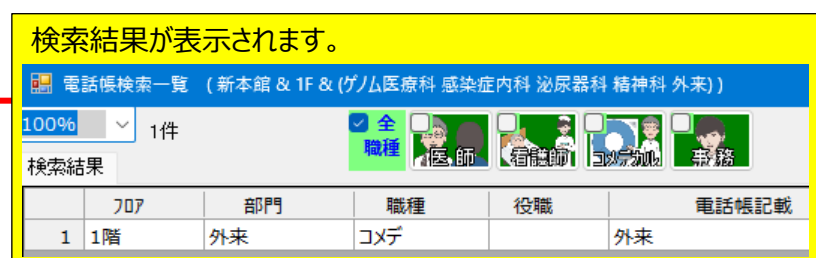 検索結果が表示されます。
電話帳検索一覧 ( 新本館 & 1F & (ゲノム医療科 感染症内科 泌尿器科 精神科 外来) )
100% 1件 全職種 医師 看護師 コメデカル 事務
検索結果
フロア 部門 職種 役職 電話帳記載
1 1階 外来 コメデ 外来